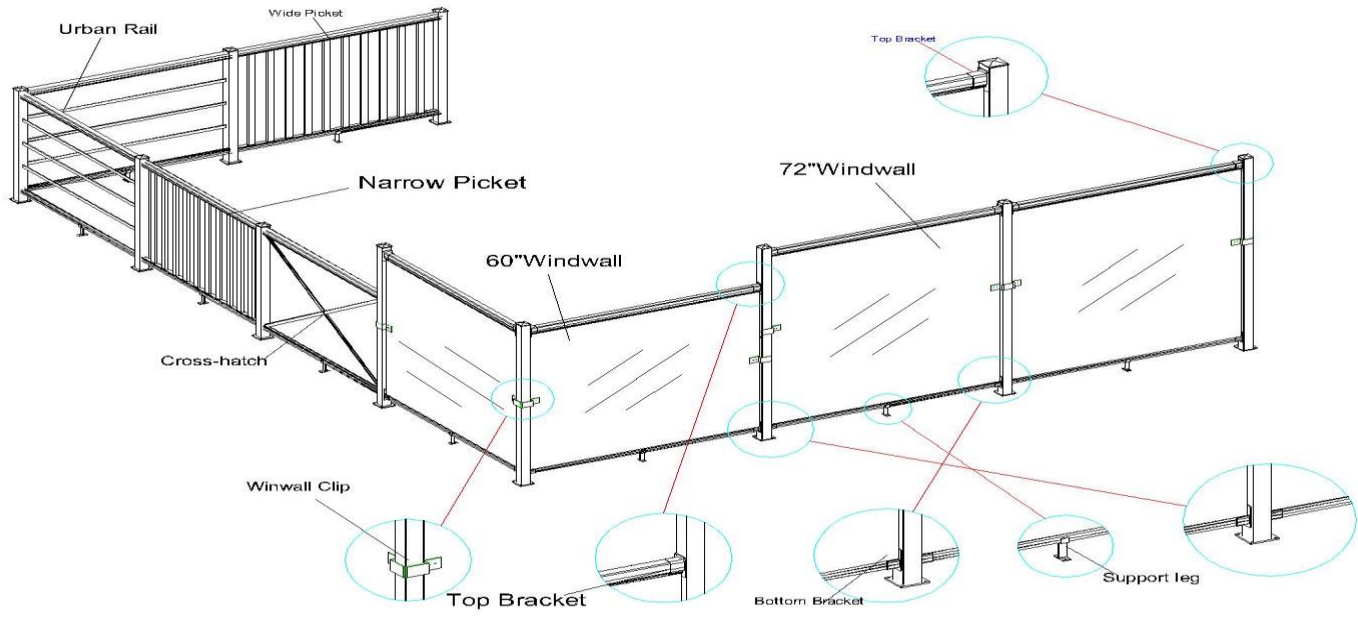 Wide Picket
Urban Rail
Top Bracket
72"Windwall
Narrow Picket
60"Windwall
Cross-hatch
Winwall Clip
Support leg
Top Bracket
Bottom Bracket